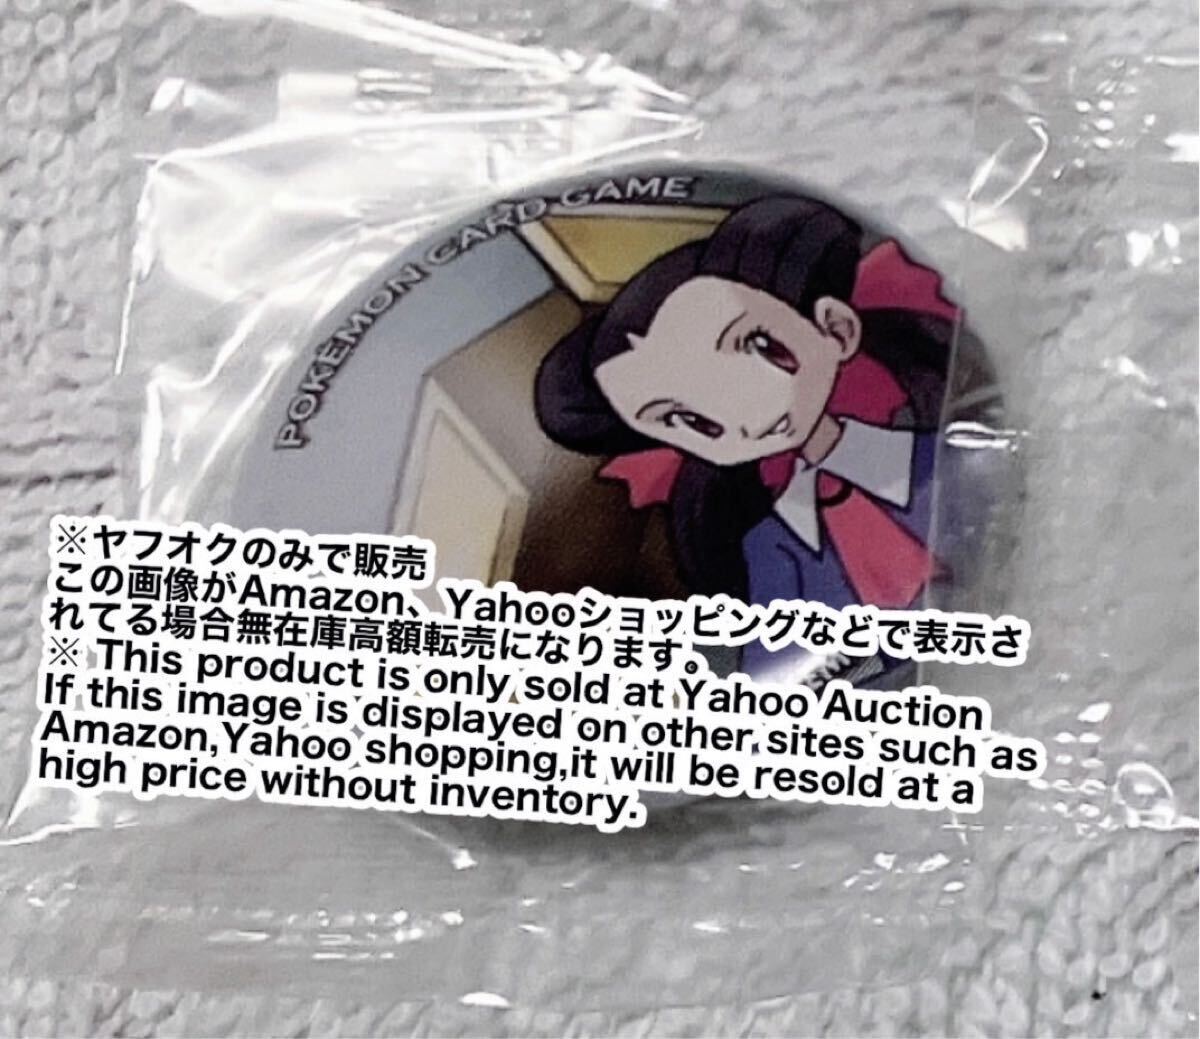 POKÉMON CARD GAME
※ヤフオクのみで販売
この画像がAmazon、Yahooショッピングなどで表示さ
れてる場合無在庫高額転売になります。
※ This product is only sold at Yahoo Auction
If this image is displayed on other sites such as
Amazon,Yahoo shopping,it will be resold at a
high price without inventory.